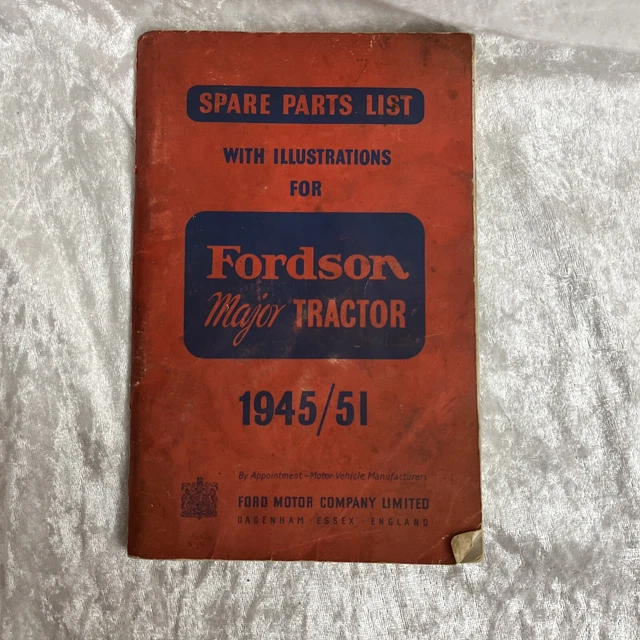 SPARE PARTS LIST
WITH ILLUSTRATIONS
FOR
Fordson
Major TRACTOR
1945/51
By Appointment - Motor Vehicle Manufacturers
FORD MOTOR COMPANY LIMITED
DAGENHAM · ESSEX · ENGLAND